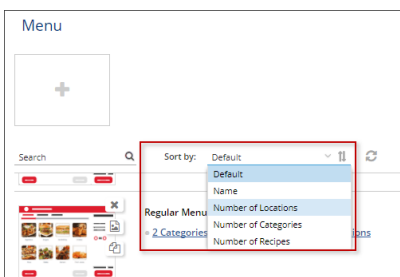 Menu
Search
Sort by: Default
Default
Name
Number of Locations
Regular Menu
Number of Categories
2 Categories
Number of Recipes